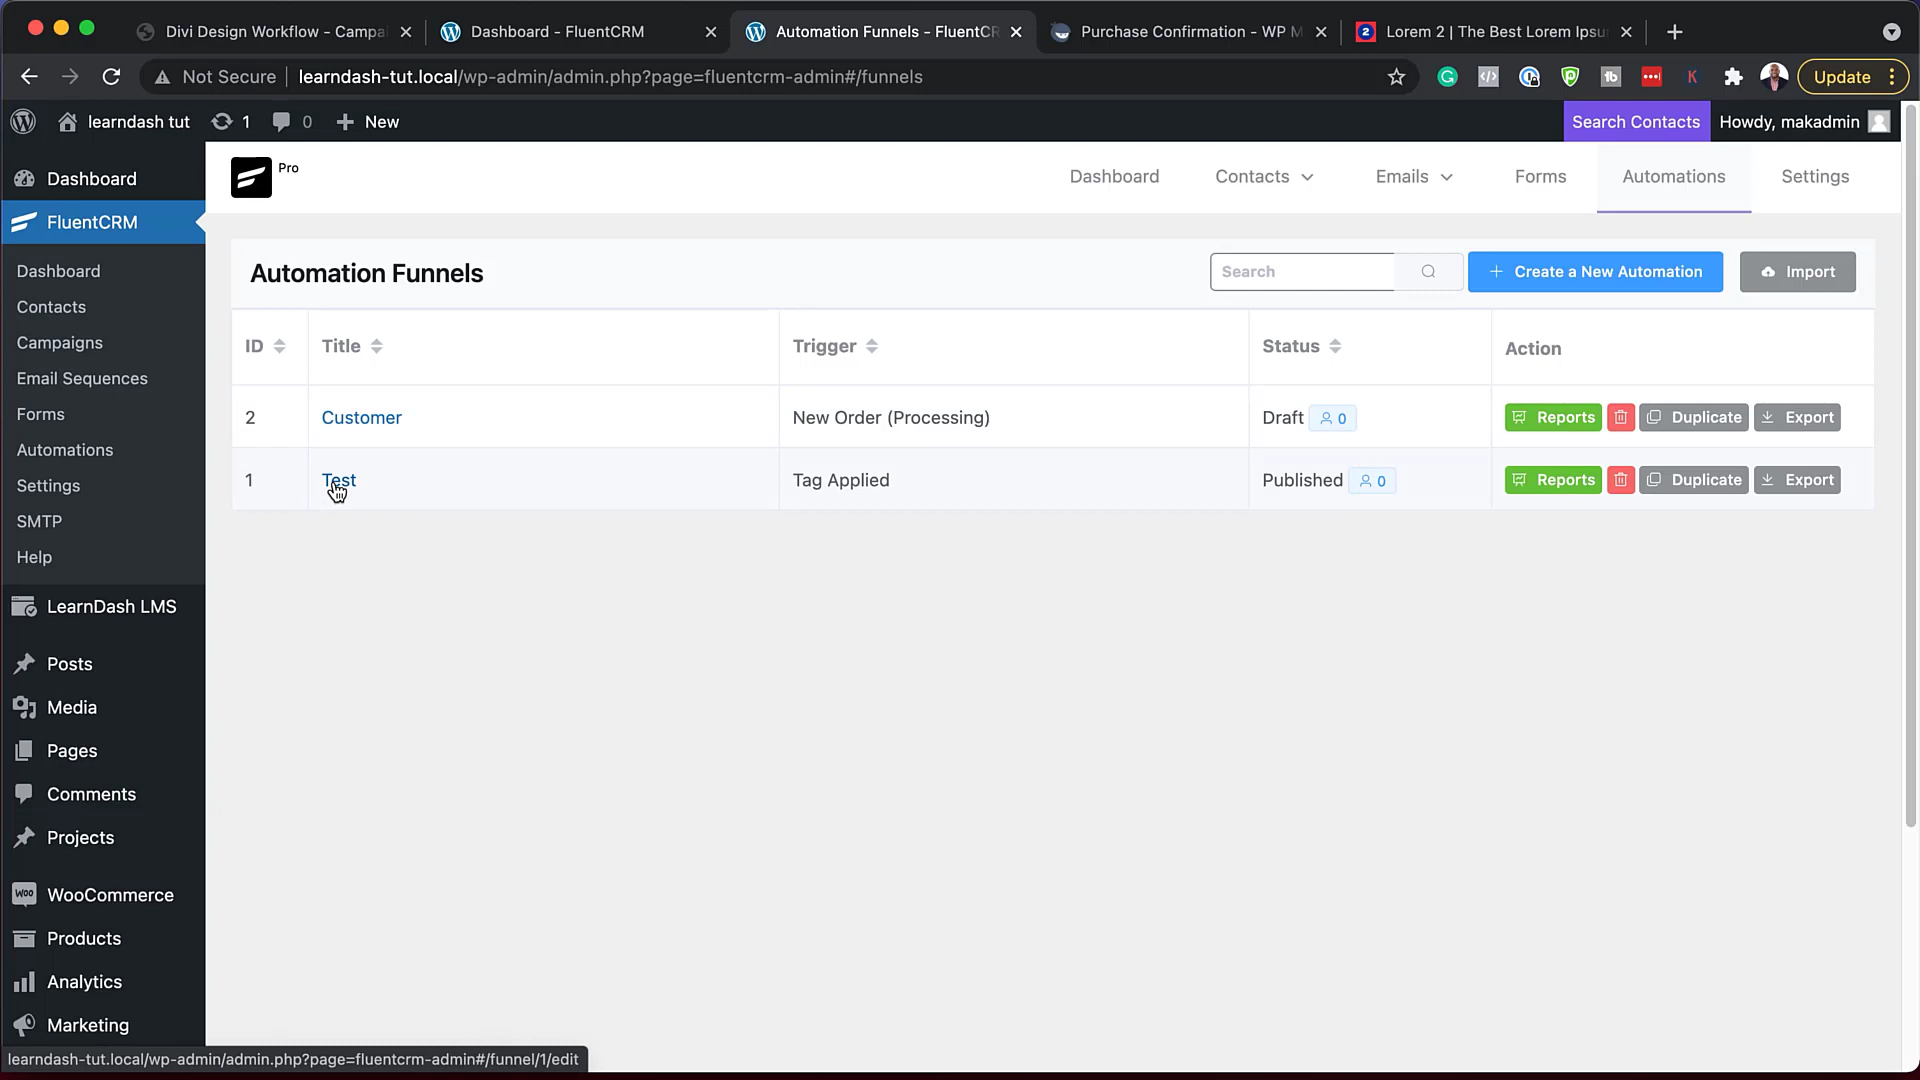 Divi Design Workflow - Campa
Dashboard - FluentCRM
Automation Funnels - FluentCR
Purchase Confirmation - WP M
Lorem 2 | The Best Lorem Ipsu
Not Secure
learndash-tut.local/wp-admin/admin.php?page=fluentcrm-admin#/funnels
Update
learndash tut
1
0
New
Search Contacts
Howdy, makadmin
Dashboard
FluentCRM
Dashboard
Contacts
Campaigns
Email Sequences
Forms
Automations
Settings
SMTP
Help
LearnDash LMS
Posts
Media
Pages
Comments
Projects
WooCommerce
Products
Analytics
Marketing
Pro
Dashboard
Contacts
Emails
Forms
Automations
Settings
Automation Funnels
Search
Create a New Automation
Import
ID Title Trigger Status Action
2 Customer New Order (Processing) Draft 0 Reports Duplicate Export
1 Test Tag Applied Published 0 Reports Duplicate Export
learndash-tut.local/wp-admin/admin.php?page=fluentcrm-admin#/funnel/1/edit